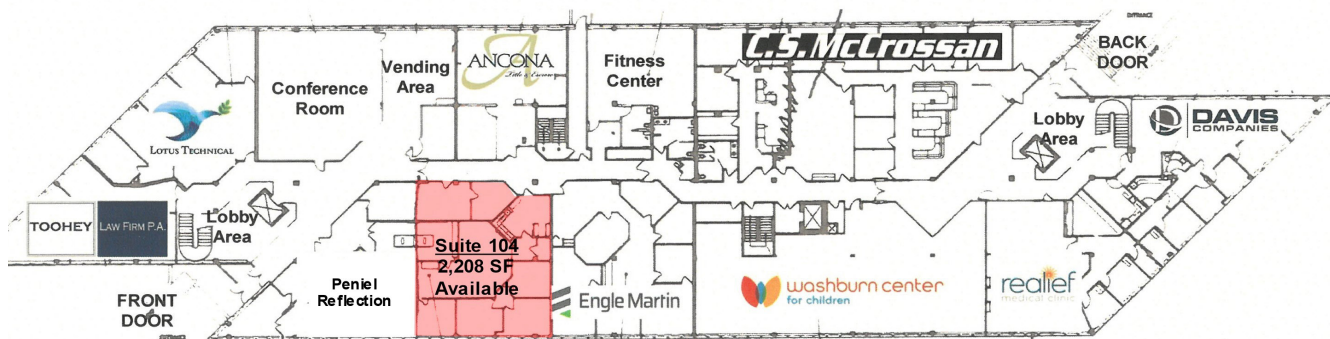 ENTRANCE
BACK
DOOR
C.S. McCrossan
ANCONA
Title & Escrow
Vending
Area
Fitness
Center
Conference
Room
LOTUS TECHNICAL
Lobby
Area
DAVIS
COMPANIES
TOOHEY
LAW FIRM P.A.
Lobby
Area
Suite 104
2,208 SF
Available
Peniel
Reflection
Engle Martin
washburn center
for children
realief
medical clinic
FRONT
DOOR